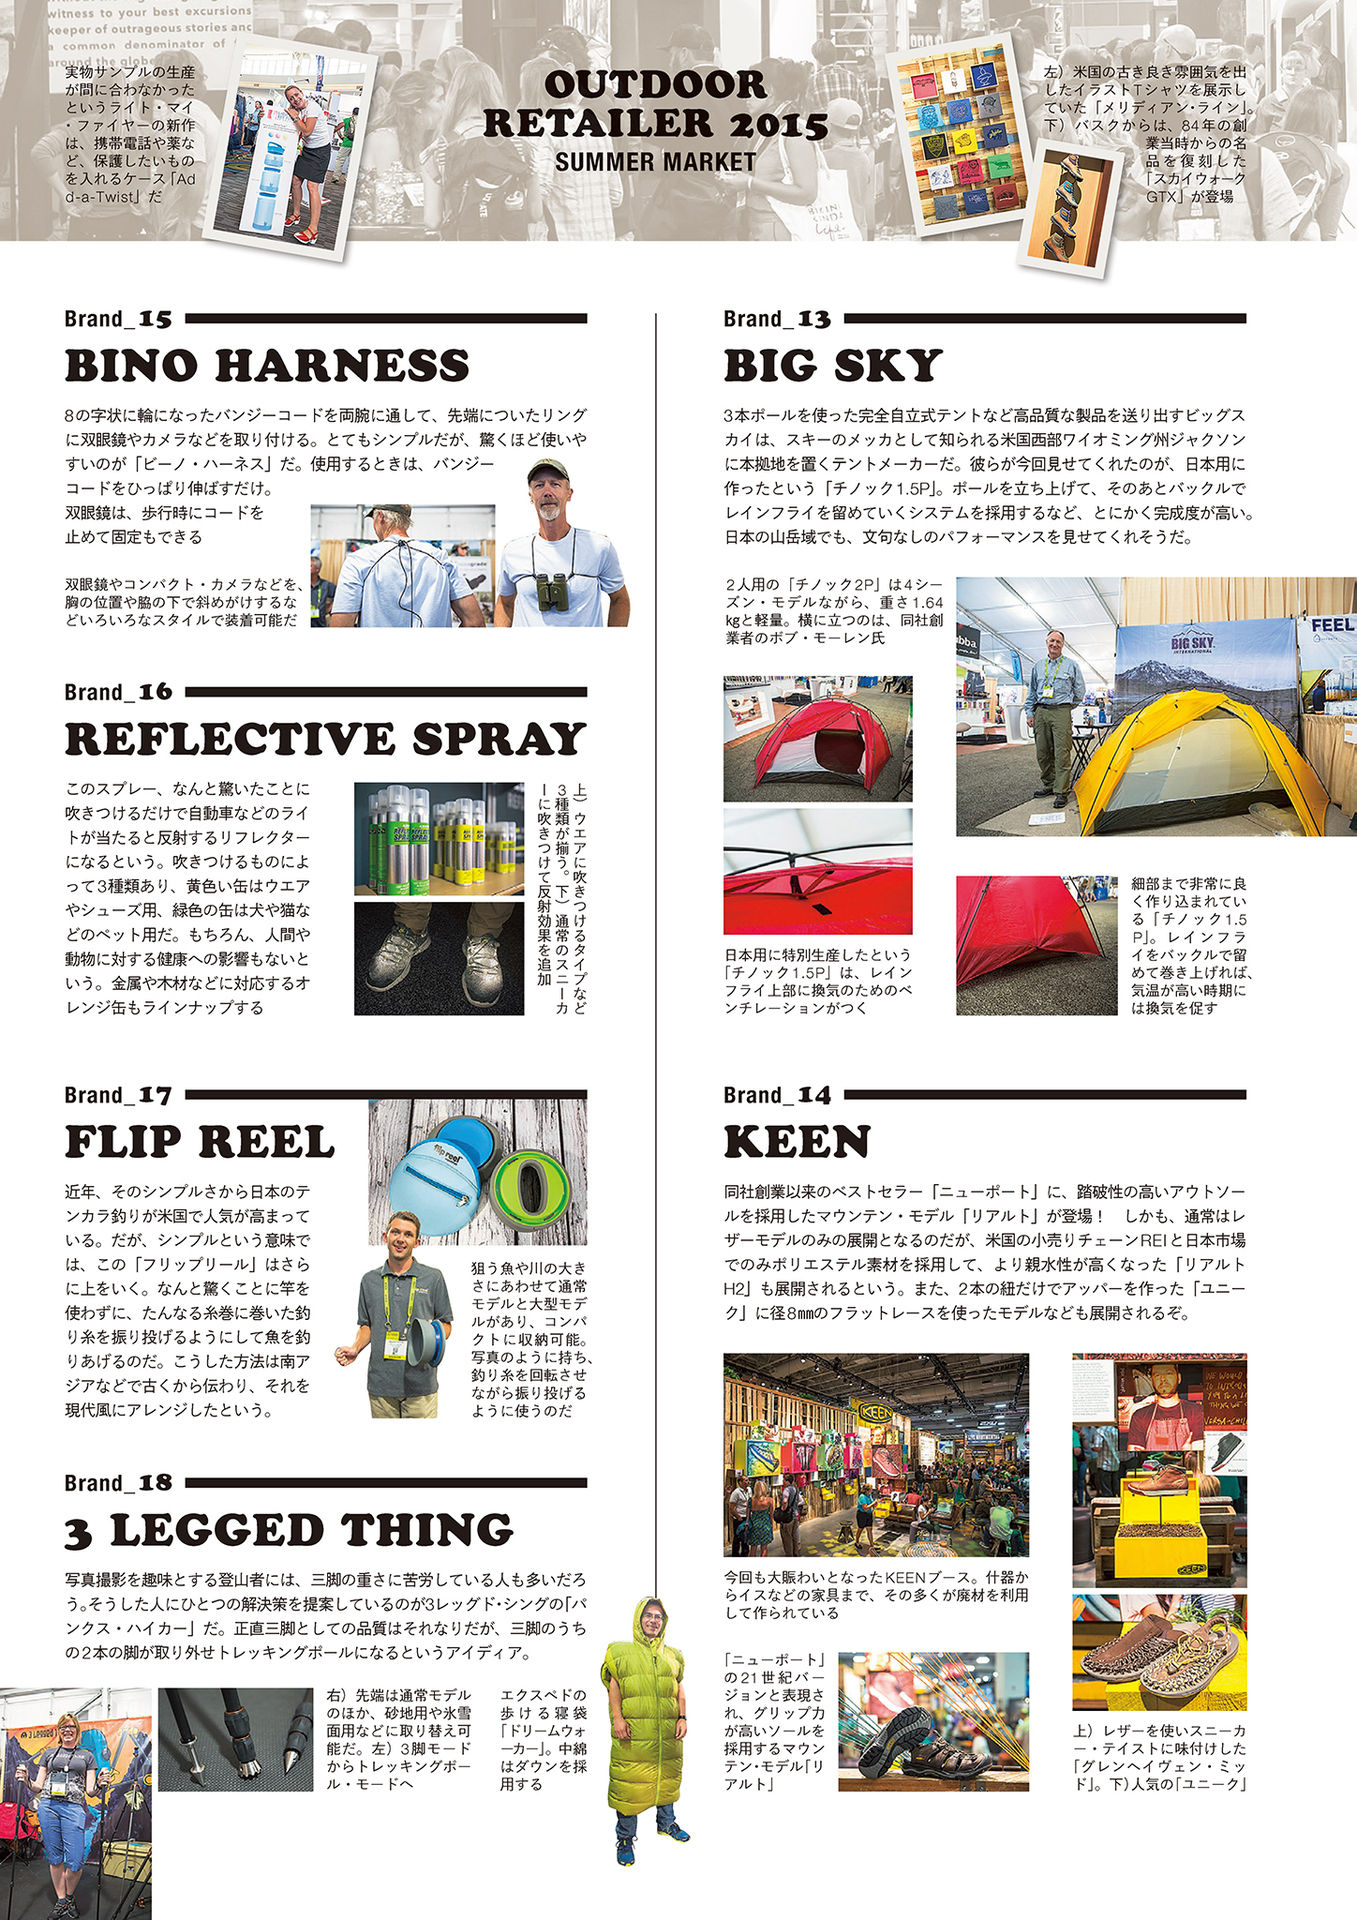 witness to your best excursions
keeper of outrageous stories and
a common denominator of
around the globe
実物サンプルの生産
が間に合わなかった
というライト・マイ
・ファイヤーの新作
は、携帯電話や薬な
ど、保護したいもの
を入れるケース「Ad
d-a-Twist」だ
OUTDOOR
RETAILER 2015
SUMMER MARKET
左）米国の古き良き雰囲気を出
したイラストTシャツを展示し
ていた「メリディアン・ライン」。
下）バスクからは、84年の創
業当時からの名
品を復刻した
「スカイウォーク
GTX」が登場
Brand_13
BIG SKY
3本ポールを使った完全自立式テントなど高品質な製品を送り出すビッグス
カイは、スキーのメッカとして知られる米国西部ワイオミング州ジャクソン
に本拠地を置くテントメーカーだ。彼らが今回見せてくれたのが、日本用に
作ったという「チノック1.5P」。ポールを立ち上げて、そのあとバックルで
レインフライを留めていくシステムを採用するなど、とにかく完成度が高い。
日本の山岳域でも、文句なしのパフォーマンスを見せてくれそうだ。
2人用の「チノック2P」は4シー
ズン・モデルながら、重さ1.64
kgと軽量。横に立つのは、同社創
業者のボブ・モーレン氏
BIG SKY
INTERNATIONAL
FEEL
日本用に特別生産したという
「チノック1.5P」は、レイン
フライ上部に換気のためのベ
ンチレーションがつく
細部まで非常に良
く作り込まれてい
る「チノック1.5
P」。レインフラ
イをバックルで留
めて巻き上げれば、
気温が高い時期に
は換気を促す
Brand_14
KEEN
同社創業以来のベストセラー「ニューポート」に、踏破性の高いアウトソー
ルを採用したマウンテン・モデル「リアルト」が登場！　しかも、通常はレ
ザーモデルのみの展開となるのだが、米国の小売りチェーンREIと日本市場
でのみポリエステル素材を採用して、より親水性が高くなった「リアルト
H2」も展開されるという。また、2本の紐だけでアッパーを作った「ユニー
ク」に径8㎜のフラットレースを使ったモデルなども展開されるぞ。
KEEN
今回も大賑わいとなったKEENブース。什器か
らイスなどの家具まで、その多くが廃材を利用
して作られている
「ニューポート」
の21世紀バー
ジョンと表現さ
れ、グリップ力
が高いソールを
採用するマウン
テン・モデル「リ
アルト」
KEEN
上）レザーを使いスニーカ
ー・テイストに味付けした
「グレンヘイヴェン・ミッ
ド」。下）人気の「ユニーク」
Brand_15
BINO HARNESS
8の字状に輪になったバンジーコードを両腕に通して、先端についたリング
に双眼鏡やカメラなどを取り付ける。とてもシンプルだが、驚くほど使いや
すいのが「ビーノ・ハーネス」だ。使用するときは、バンジー
コードをひっぱり伸ばすだけ。
双眼鏡は、歩行時にコードを
止めて固定もできる
双眼鏡やコンパクト・カメラなどを、
胸の位置や脇の下で斜めがけするな
どいろいろなスタイルで装着可能だ
Brand_16
REFLECTIVE SPRAY
このスプレー、なんと驚いたことに
吹きつけるだけで自動車などのライ
トが当たると反射するリフレクター
になるという。吹きつけるものによ
って3種類あり、黄色い缶はウエア
やシューズ用、緑色の缶は犬や猫な
どのペット用だ。もちろん、人間や
動物に対する健康への影響もないと
いう。金属や木材などに対応するオ
レンジ缶もラインナップする
上）ウエアに吹きつけるタイプなど
3種類が揃う。下）通常のスニーカ
ーに吹きつけて反射効果を追加
Brand_17
FLIP REEL
近年、そのシンプルさから日本のテ
ンカラ釣りが米国で人気が高まって
いる。だが、シンプルという意味で
は、この「フリップリール」はさら
に上をいく。なんと驚くことに竿を
使わずに、たんなる糸巻に巻いた釣
り糸を振り投げるようにして魚を釣
りあげるのだ。こうした方法は南ア
ジアなどで古くから伝わり、それを
現代風にアレンジしたという。
flip reel
狙う魚や川の大き
さにあわせて通常
モデルと大型モデ
ルがあり、コンパ
クトに収納可能。
写真のように持ち、
釣り糸を回転させ
ながら振り投げる
ように使うのだ
Brand_18
3 LEGGED THING
写真撮影を趣味とする登山者には、三脚の重さに苦労している人も多いだろ
う。そうした人にひとつの解決策を提案しているのが3レッグド・シングの「パ
ンクス・ハイカー」だ。正直三脚としての品質はそれなりだが、三脚のうち
の2本の脚が取り外せトレッキングポールになるというアイディア。
右）先端は通常モデル
のほか、砂地用や氷雪
面用などに取り替え可
能だ。左）3脚モード
からトレッキングポー
ル・モードへ
エクスペドの
歩ける寝袋
「ドリームウォ
ーカー」。中綿
はダウンを採
用する